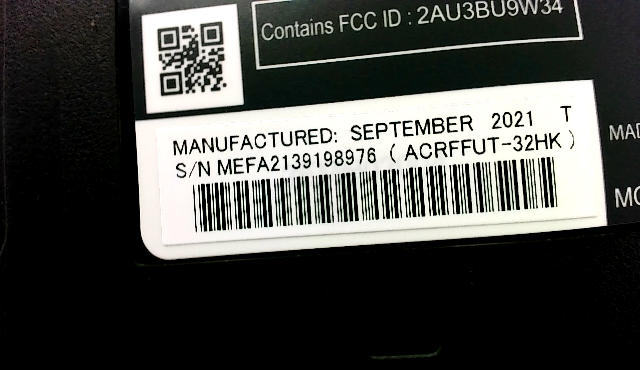 Contains FCC ID : 2AU3BU9W34
MANUFACTURED: SEPTEMBER 2021 T
S/N MEFA2139198976 ( ACRFFUT-32HK )